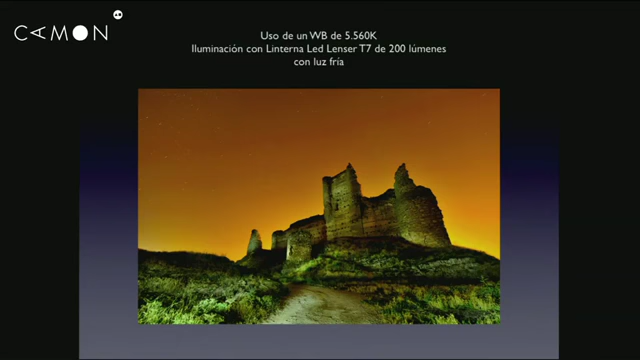 CAMON
Uso de un WB de 5.560K
Iluminación con Linterna Led Lenser T7 de 200 lúmenes
con luz fría